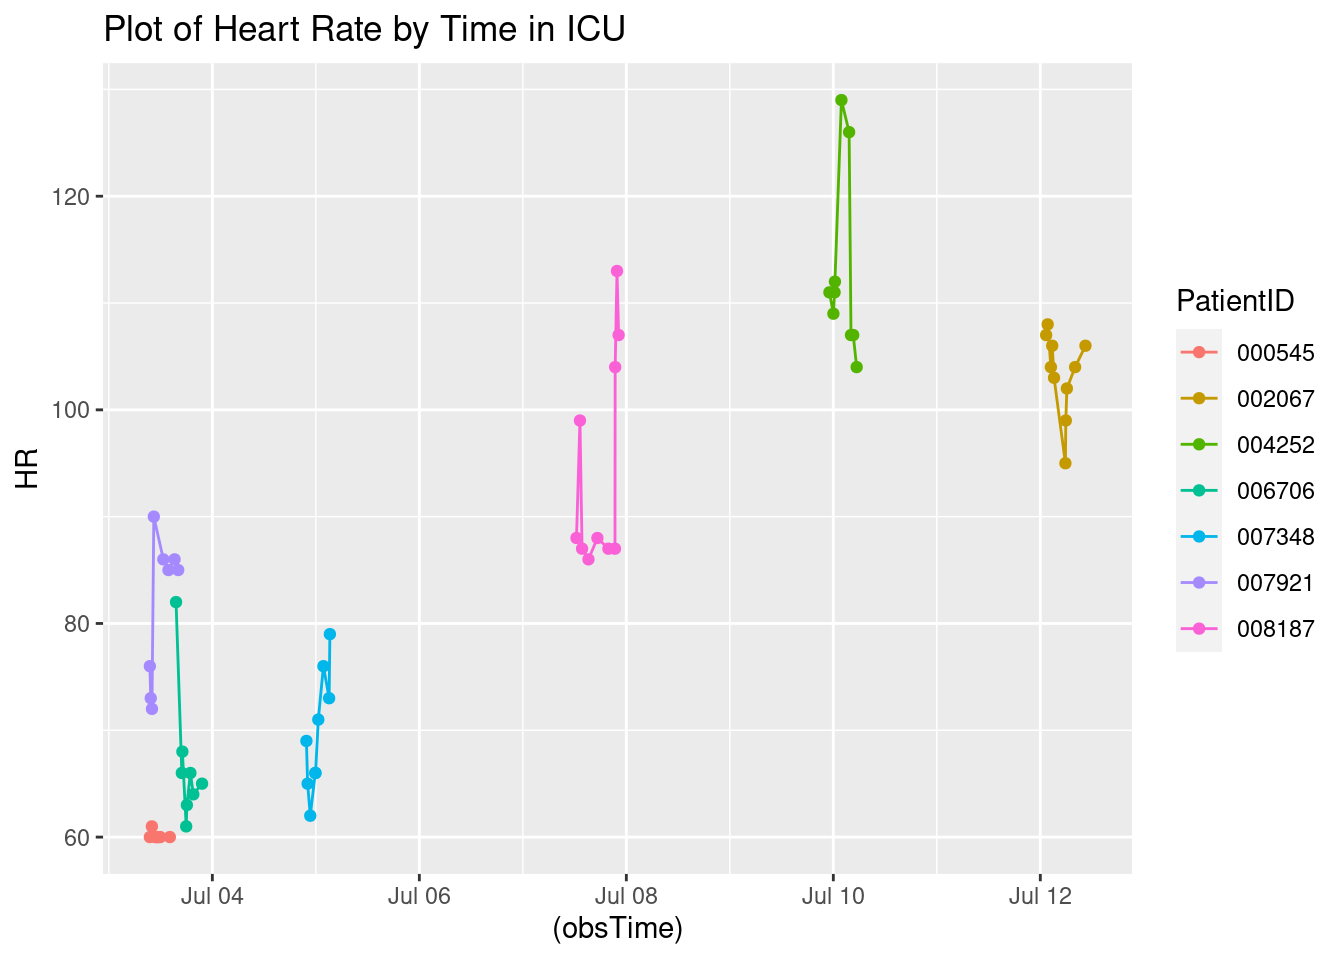 Plot of Heart Rate by Time in ICU
HR
120
100
80
60
Jul 04
Jul 06
Jul 08
Jul 10
Jul 12
(obsTime)
PatientID
000545
002067
004252
006706
007348
007921
008187